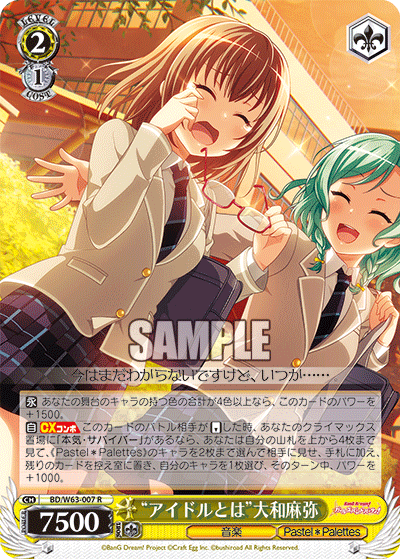 LEVEL
2
1
COST
SAMPLE
今はまだわからないですけど、いつか……
永 あなたの舞台のキャラの持つ色の合計が4色以上なら、このカードのパワーを
+1500。
自 CXコンボ このカードのバトル相手が【】した時、あなたのクライマックス
置場に「本気・サバイバー」があるなら、あなたは自分の山札を上から4枚まで
見て、《Pastel*Palettes》のキャラを2枚まで選んで相手に見せ、手札に加え、
残りのカードを控え室に置き、自分のキャラを1枚選び、そのターン中、パワーを
+1000。
CH BD/W63-007 R
7500
“アイドルとは”大和麻弥
音楽
Pastel*Palettes
©BanG Dream! Project ©Craft Egg Inc. ©bushiroad All Rights Reserved.